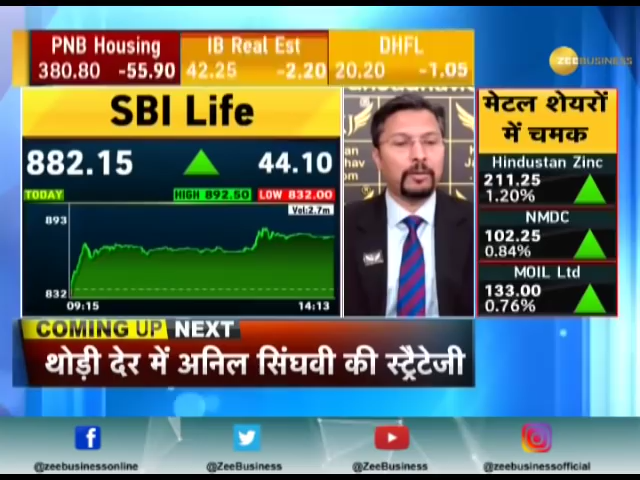 PNB Housing
IB Real Est
DHFL
380.80 -55.90
42.25 -2.20
20.20 -1.05
ZEEBUSINESS
SBI Life
882.15 44.10
TODAY HIGH 892.50 LOW 832.00
Vol:2.7m
893
832
09:15 14:13
मेटल शेयरों
में चमक
Hindustan Zinc
211.25
1.20%
NMDC
102.25
0.84%
MOIL Ltd
133.00
0.76%
COMING UP NEXT
थोड़ी देर में अनिल सिंघवी की स्ट्रैटेजी
@zeebusinessonline
@ZeeBusiness
@ZeeBusiness
@zeebusinessofficial